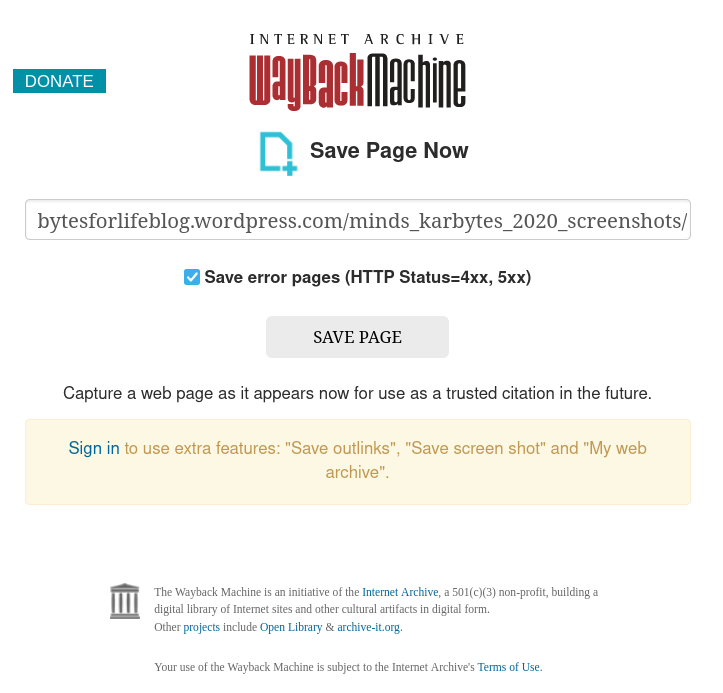 INTERNET ARCHIVE
DONATE
WayBackMachine
Save Page Now
bytesforlifeblog.wordpress.com/minds_karbytes_2020_screenshots/
Save error pages (HTTP Status=4xx, 5xx)
SAVE PAGE
Capture a web page as it appears now for use as a trusted citation in the future.
Sign in to use extra features: "Save outlinks", "Save screen shot" and "My web
archive".
The Wayback Machine is an initiative of the Internet Archive, a 501(c)(3) non-profit, building a
digital library of Internet sites and other cultural artifacts in digital form.
Other projects include Open Library & archive-it.org.
Your use of the Wayback Machine is subject to the Internet Archive's Terms of Use.